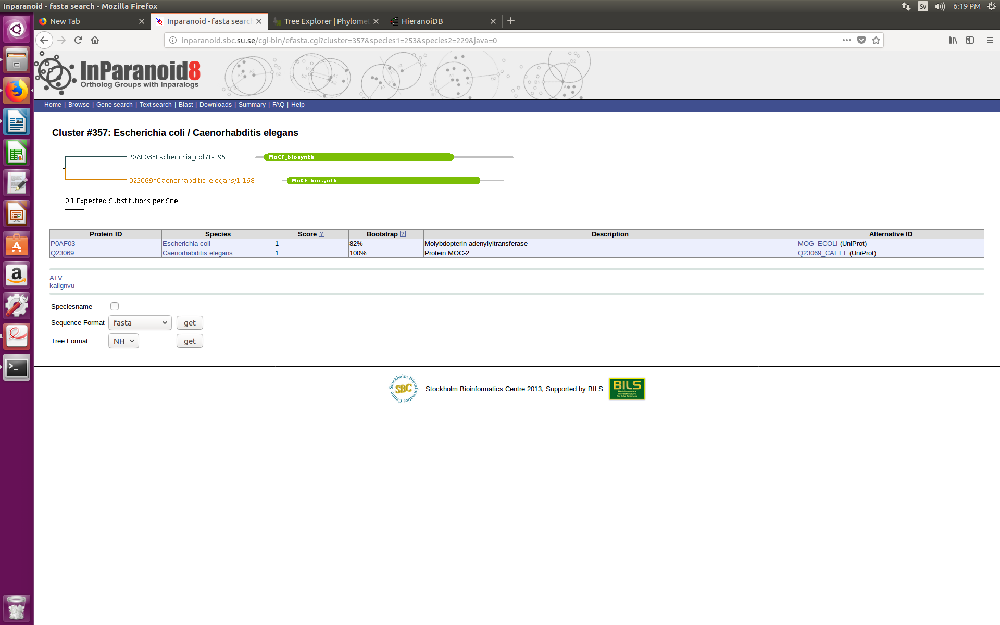 Inparanoid - fasta search - Mozilla Firefox
Sv
6:19 PM
New Tab
Inparanoid - fasta searc
Tree Explorer | Phylome
HieranoiDB
inparanoid.sbc.su.se/cgi-bin/efasta.cgi?cluster=357&species1=253&species2=229&java=0
InParanoid8
Ortholog Groups with Inparalogs
Home | Browse | Gene search | Text search | Blast | Downloads | Summary | FAQ | Help
Cluster #357: Escherichia coli / Caenorhabditis elegans
P0AF03*Escherichia_coli/1-195 MoCF_biosynth
Q23069*Caenorhabditis_elegans/1-168 MoCF_biosynth
0.1 Expected Substitutions per Site
Protein ID Species Score ? Bootstrap ? Description Alternative ID
P0AF03 Escherichia coli 1 82% Molybdopterin adenylyltransferase MOG_ECOLI (UniProt)
Q23069 Caenorhabditis elegans 1 100% Protein MOC-2 Q23069_CAEEL (UniProt)
ATV
kalignvu
Speciesname
Sequence Format fasta get
Tree Format NH get
Stockholm Bioinformatics Centre SBC
Stockholm Bioinformatics Centre 2013, Supported by BILS
BILS
Bioinformatics
Infrastructure
for Life Sciences